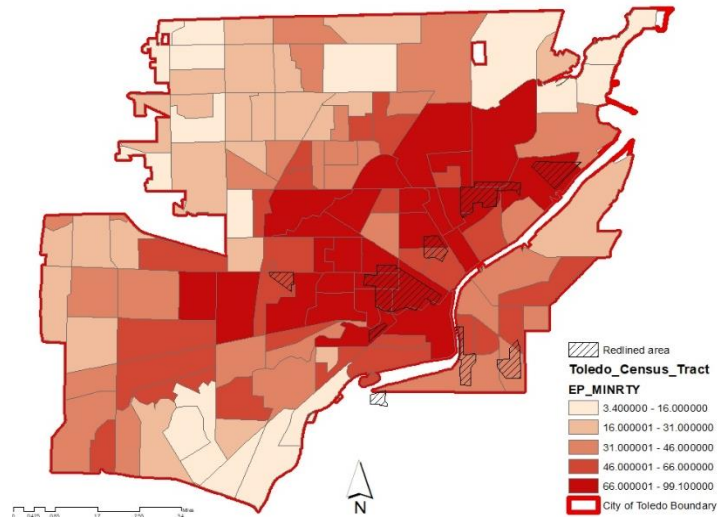 Redlined area
Toledo_Census_Tract
EP_MINRTY
3.400000 - 16.000000
16.000001 - 31.000000
31.000001 - 46.000000
46.000001 - 66.000000
66.000001 - 99.100000
City of Toledo Boundary
N